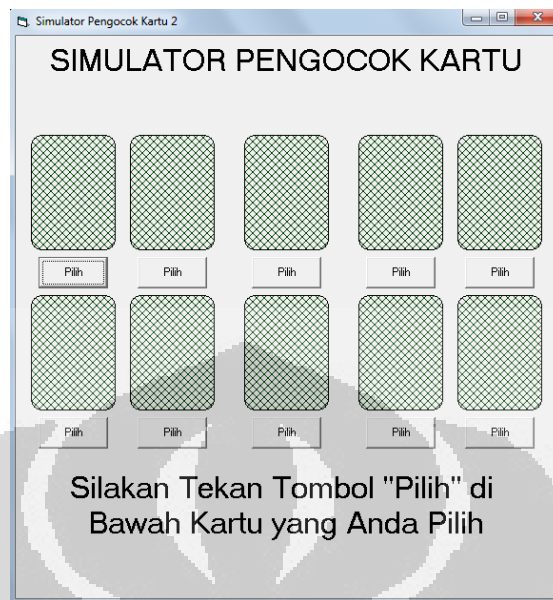 Simulator Pengocok Kartu 2
SIMULATOR PENGOCOK KARTU
Pilih Pilih Pilih Pilih Pilih
Pilih Pilih Pilih Pilih Pilih
Silakan Tekan Tombol "Pilih" di
Bawah Kartu yang Anda Pilih